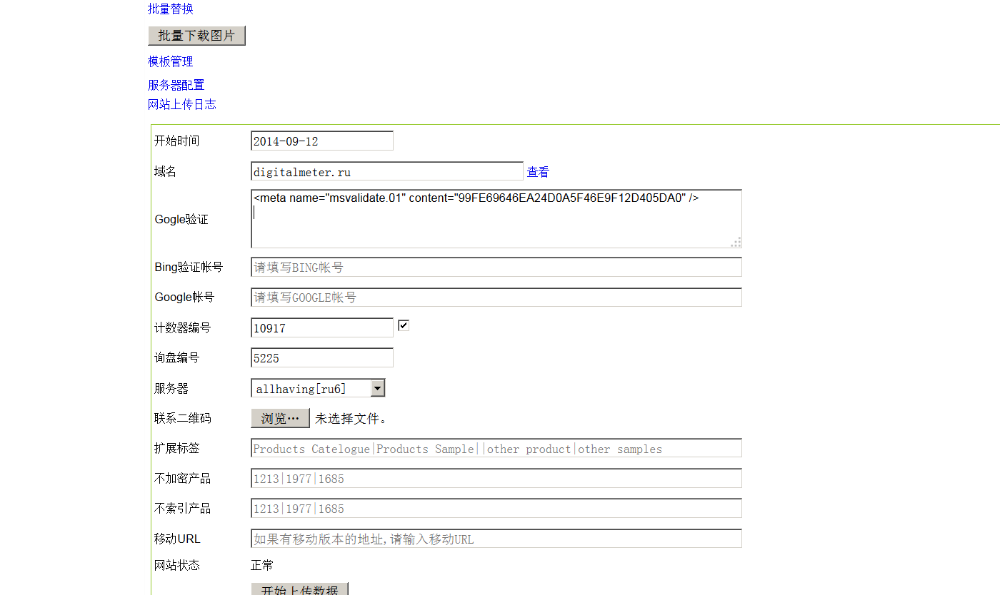 批量替换
批量下载图片
模板管理
服务器配置
网站上传日志
开始时间 2014-09-12
域名 digitalmeter.ru 查看
Gogle验证 <meta name="msvalidate.01" content="99FE69646EA24D0A5F46E9F12D405DA0" />
Bing验证帐号 请填写BING帐号
Google帐号 请填写GOOGLE帐号
计数器编号 10917
询盘编号 5225
服务器 allhaving[ru6]
联系二维码 浏览… 未选择文件。
扩展标签 Products Catelogue|Products Sample||other product|other samples
不加密产品 1213|1977|1685
不索引产品 1213|1977|1685
移动URL 如果有移动版本的地址,请输入移动URL
网站状态 正常
开始上传数据